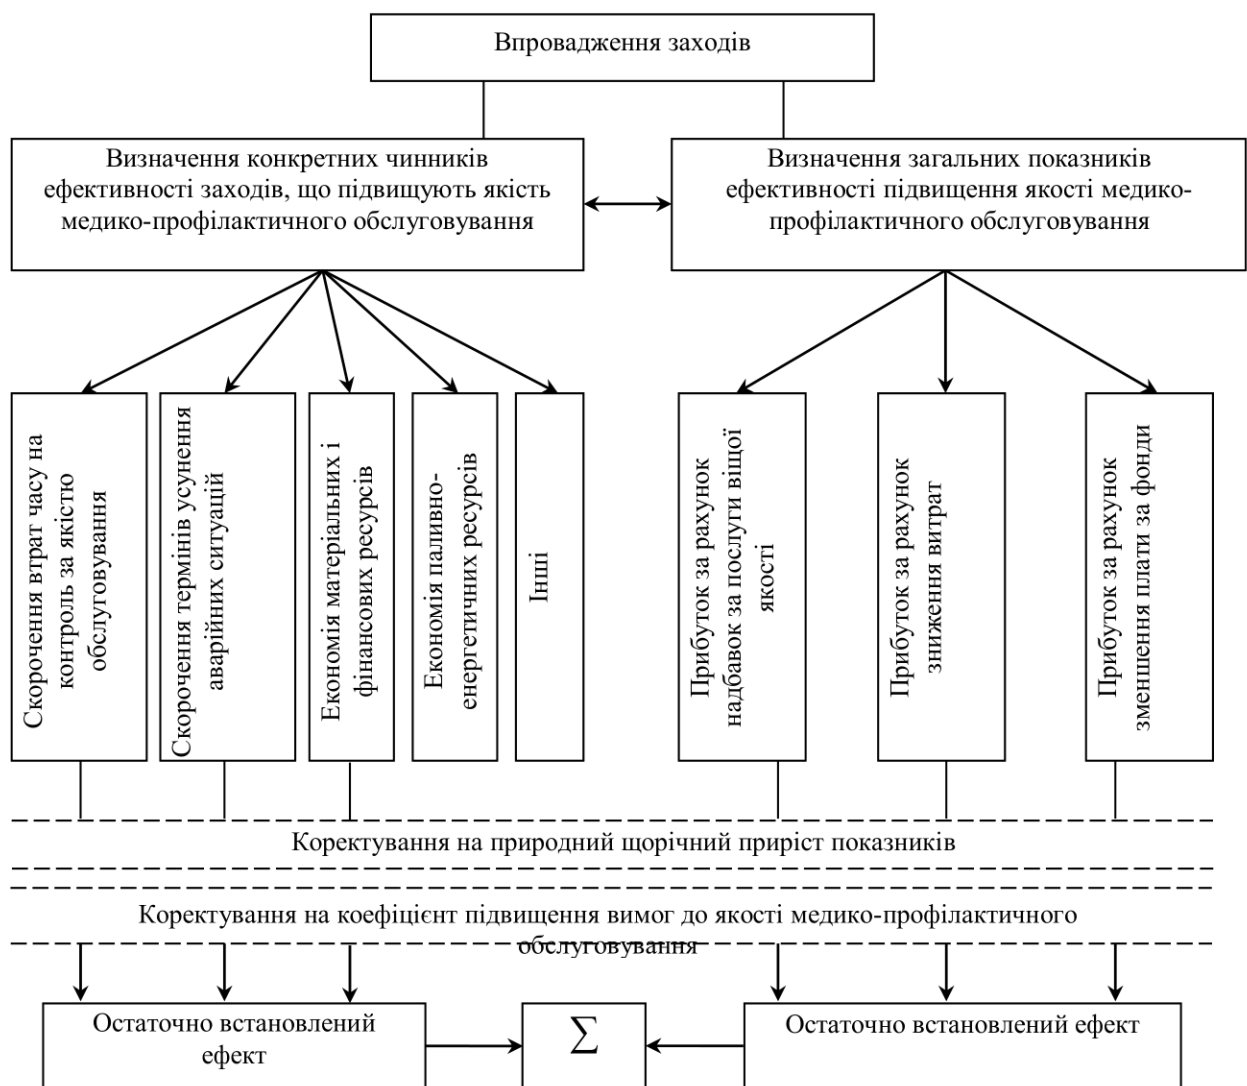 Впровадження заходів
Визначення конкретних чинників
ефективності заходів, що підвищують якість
медико-профілактичного обслуговування
Визначення загальних показників
ефективності підвищення якості медико-
профілактичного обслуговування
Скорочення втрат часу на
контроль за якістю
обслуговування
Скорочення термінів усунення
аварійних ситуацій
Економія матеріальних і
фінансових ресурсів
Економія паливно-
енергетичних ресурсів
Інші
Прибуток за рахунок
надбавок за послуги віщої
якості
Прибуток за рахунок
зниження витрат
Прибуток за рахунок
зменшення плати за фонди
Коректування на природний щорічний приріст показників
Коректування на коефіцієнт підвищення вимог до якості медико-профілактичного
обслуговування
Остаточно встановлений
ефект
∑
Остаточно встановлений ефект